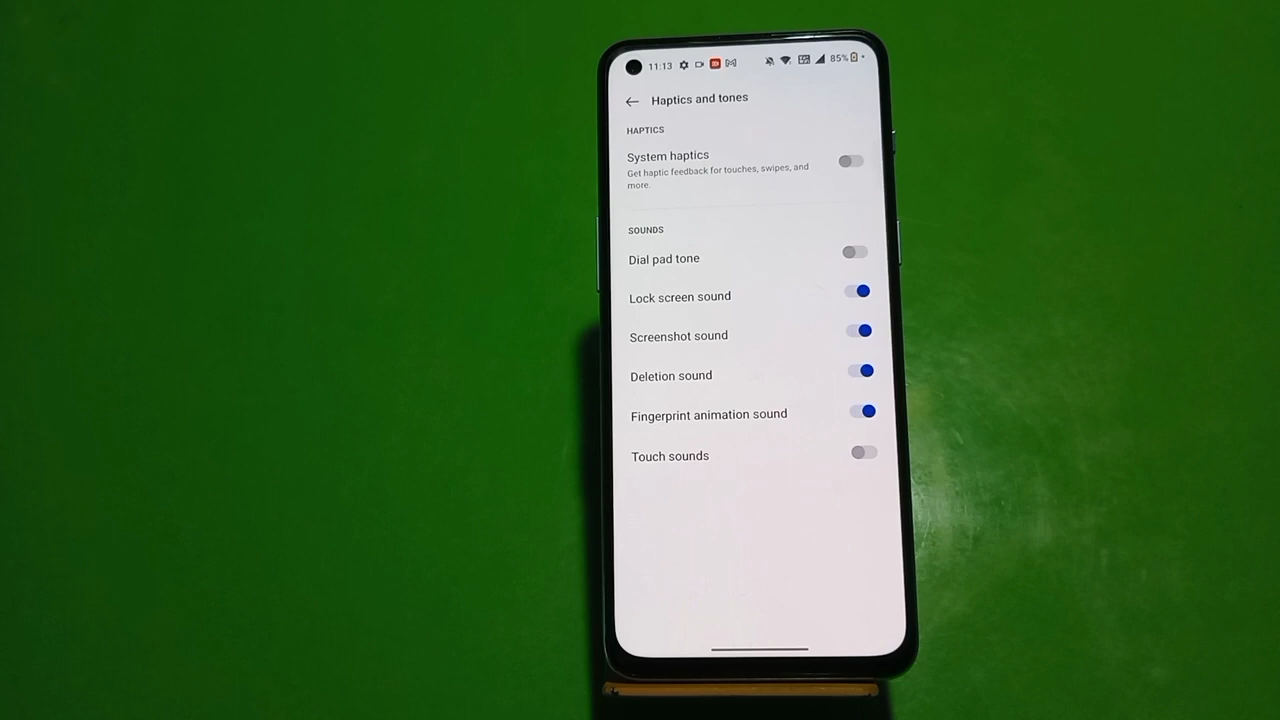 11:13 85%
Haptics and tones
HAPTICS
System haptics
Get haptic feedback for touches, swipes, and
more.
SOUNDS
Dial pad tone
Lock screen sound
Screenshot sound
Deletion sound
Fingerprint animation sound
Touch sounds